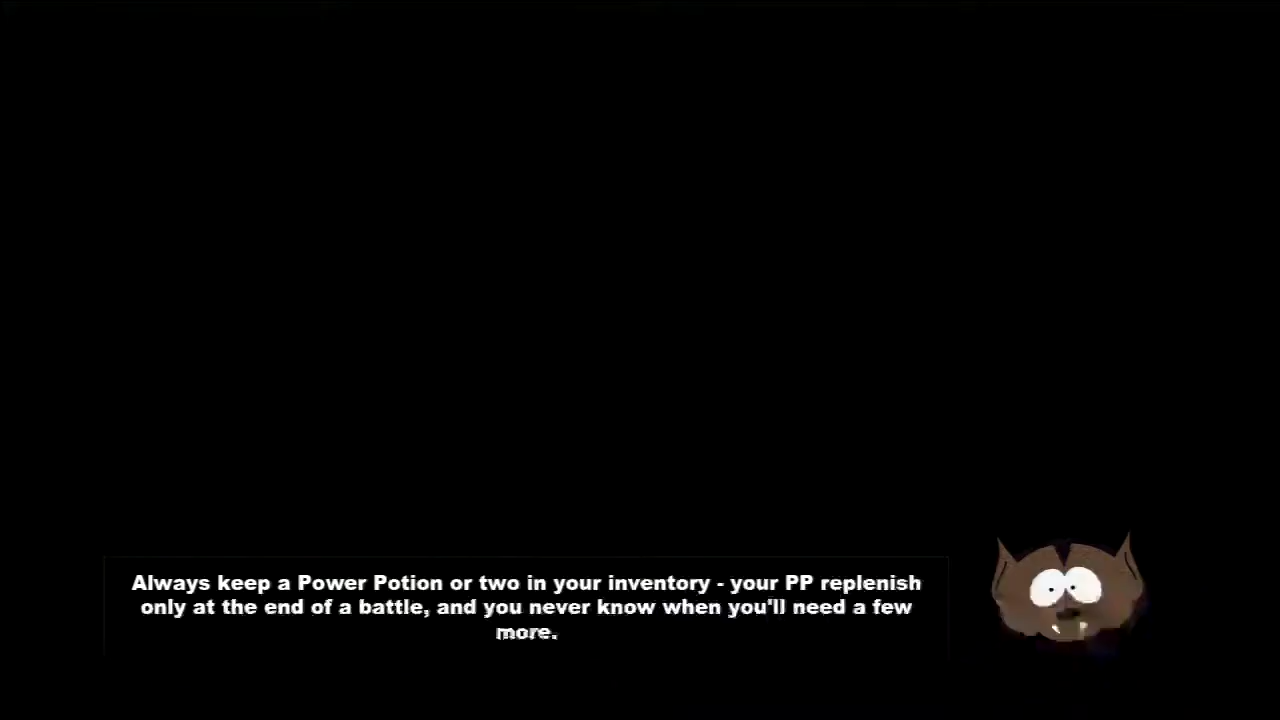 Always keep a Power Potion or two in your inventory - your PP replenish
only at the end of a battle, and you never know when you'll need a few
more.